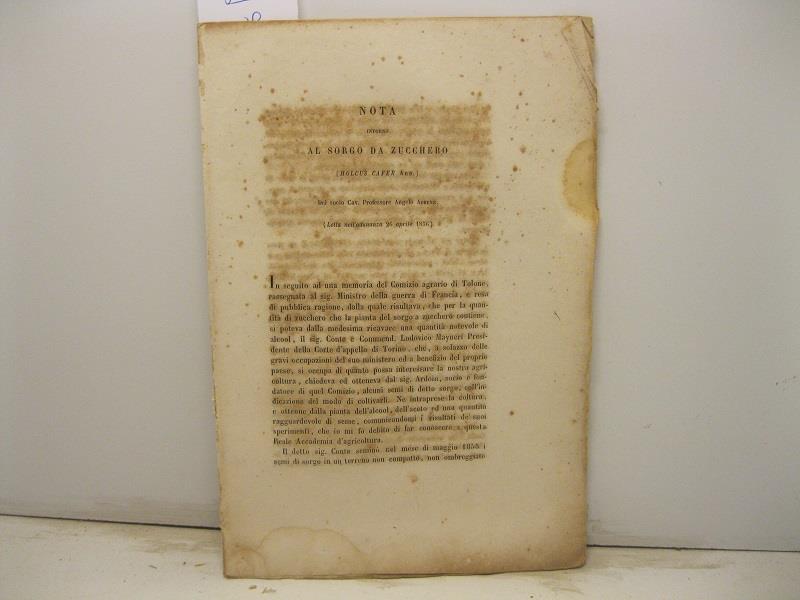 NOTA
INTORNO
AL SORGO DA ZUCCHERO
(HOLCUS CAFER Ard.)
Del socio Cav. Professore Angelo Abbene.
(Letta nell'adunanza 26 aprile 1856)
In seguito ad una memoria del Comizio agrario di Tolone,
rassegnata al sig. Ministro della guerra di Francia, e resa
di pubblica ragione, dalla quale risultava, che per la quan-
tità di zucchero che la pianta del sorgo a zucchero contiene,
si poteva dalla medesima ricavare una quantità notevole di
alcool, il sig. Conte e Commend. Lodovico Mayneri Presi-
dente della Corte d'appello di Torino, che, a solazzo delle
gravi occupazioni del suo ministero ed a benefizio del proprio
paese, si occupa di quanto possa interessare la nostra agri-
coltura, chiedeva ed otteneva dal sig. Ardoin, socio e fon-
datore di quel Comizio, alcuni semi di detto sorgo, coll'in-
dicazione del modo di coltivarli. Ne intraprese la coltura,
e ottenne dalla pianta dell'alcool, dell'aceto ed una quantità
ragguardevole di seme, comunicandomi i risultati de' suoi
sperimenti, che io mi fo debito di far conoscere a questa
Reale Accademia d'agricoltura.
Il detto sig. Conte seminò nel mese di maggio 1855 i
semi di sorgo in un terreno non compatto, non ombreggiato